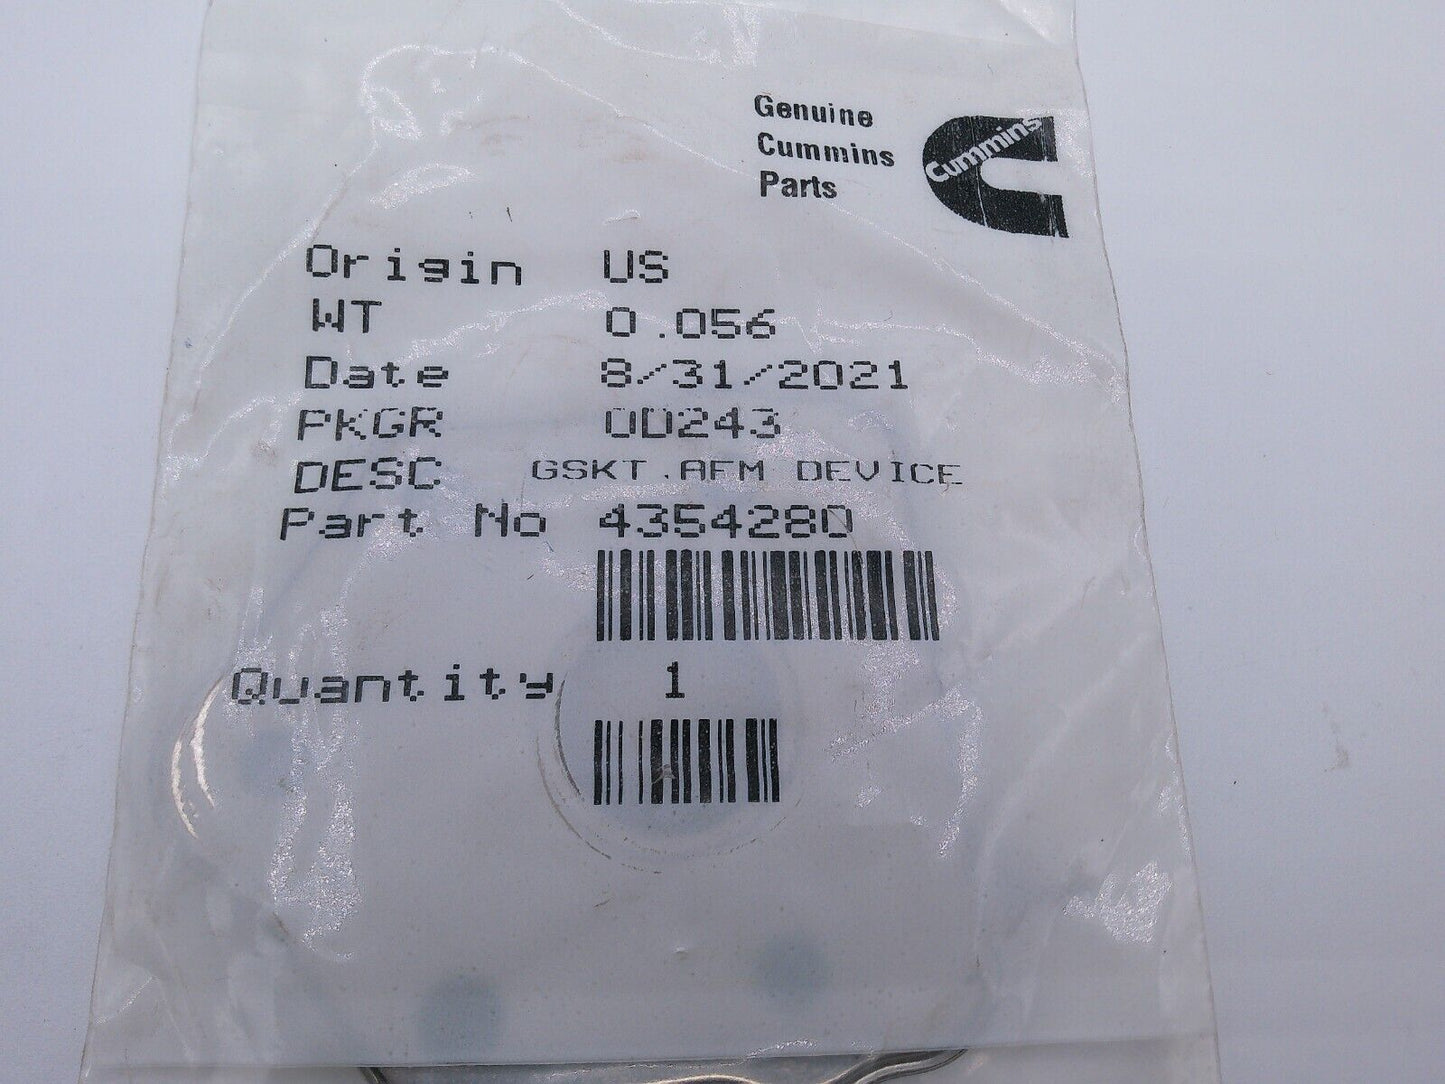 Genuine
Cummins
Parts
Cummins
Origin US
WT 0.056
Date 8/31/2021
PKGR OD243
DESC GSKT,AFM DEVICE
Part No 4354280
Quantity 1